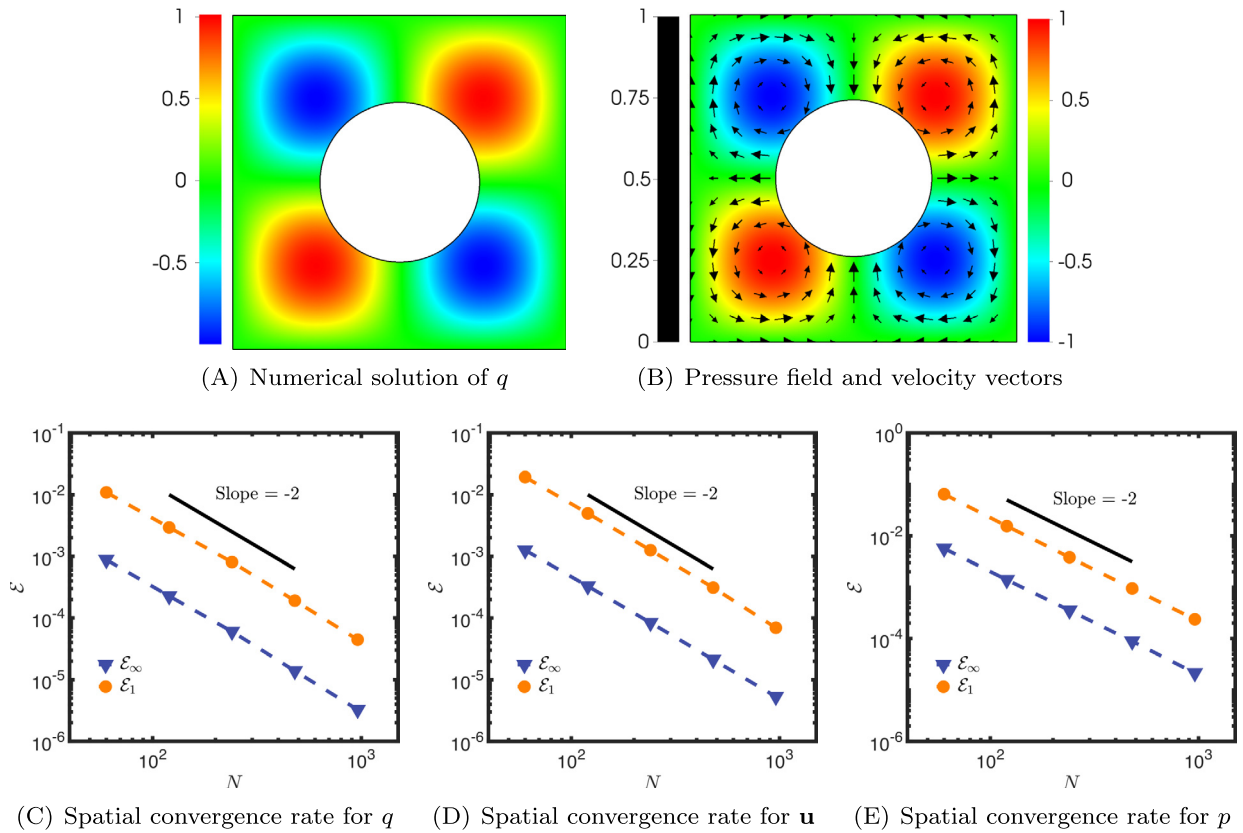 1
0.5
0
-0.5
(A) Numerical solution of q
1
0.75
0.5
0.25
0
1
0.5
0
-0.5
-1
(B) Pressure field and velocity vectors
10^-1
10^-2
10^-3
10^-4
10^-5
10^-6
ℰ
Slope = -2
ℰ∞
ℰ1
10^2
10^3
N
(C) Spatial convergence rate for q
10^-1
10^-2
10^-3
10^-4
10^-5
10^-6
ℰ
Slope = -2
ℰ∞
ℰ1
10^2
10^3
N
(D) Spatial convergence rate for u
10^0
10^-2
10^-4
10^-6
ℰ
Slope = -2
ℰ∞
ℰ1
10^2
10^3
N
(E) Spatial convergence rate for p